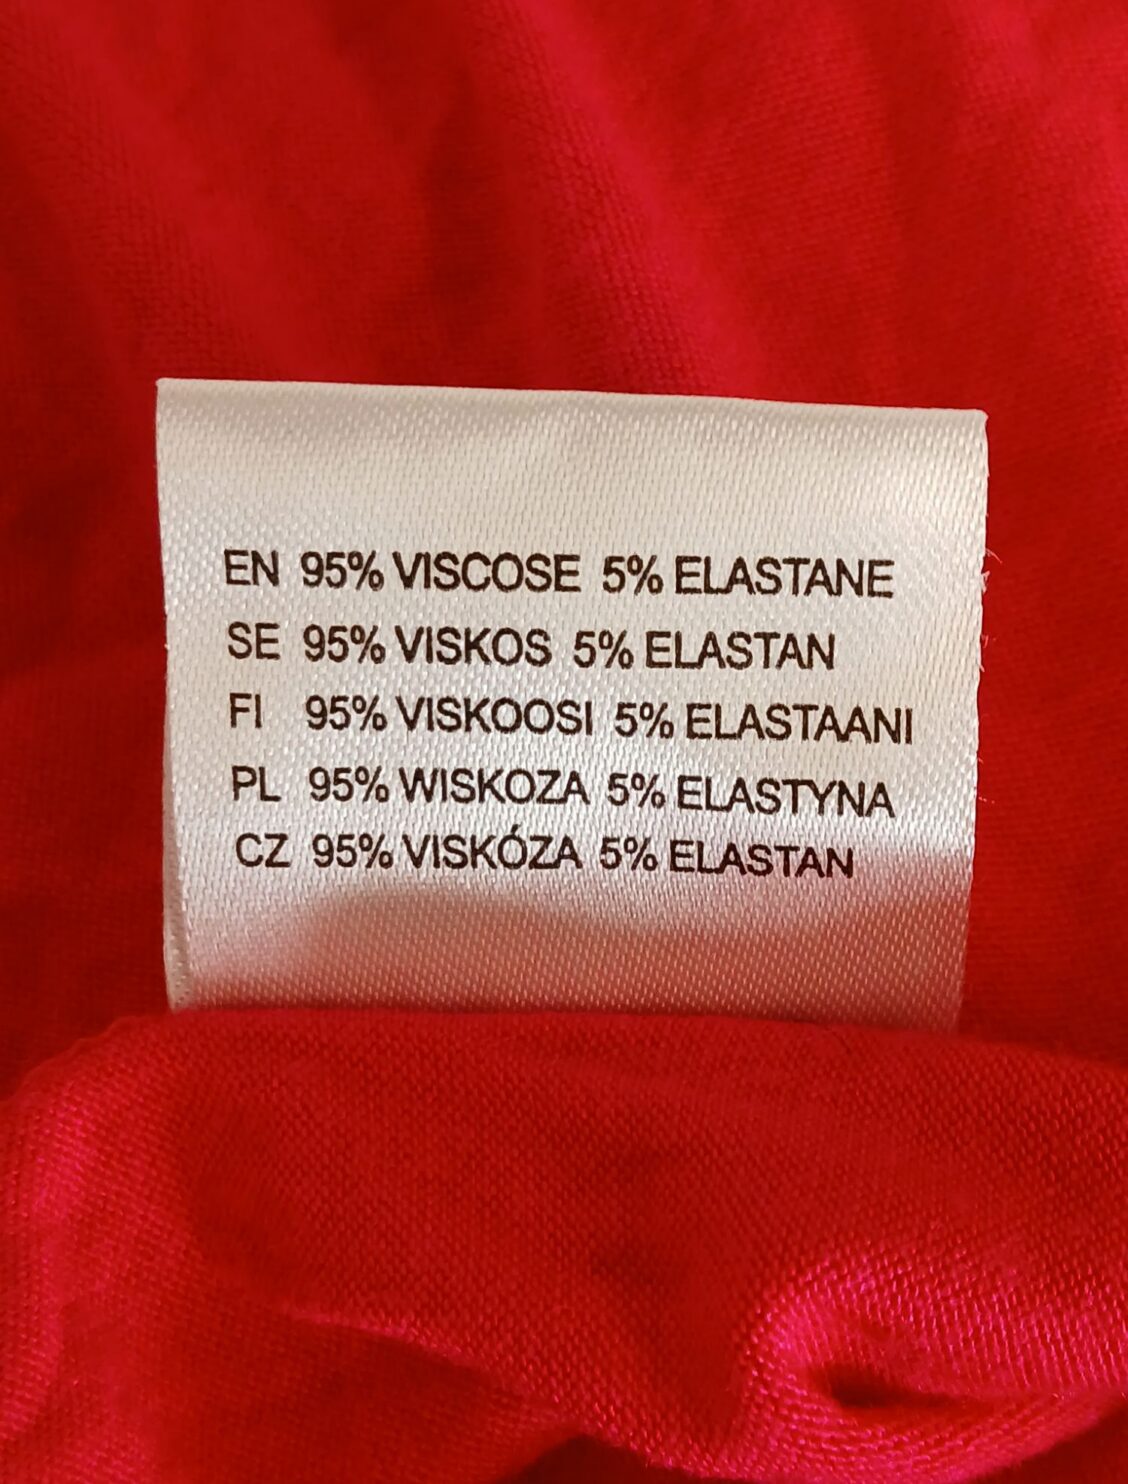 EN 95% VISCOSE 5% ELASTANE
SE 95% VISKOS 5% ELASTAN
FI 95% VISKOOSI 5% ELASTAANI
PL 95% WISKOZA 5% ELASTYNA
CZ 95% VISKÓZA 5% ELASTAN